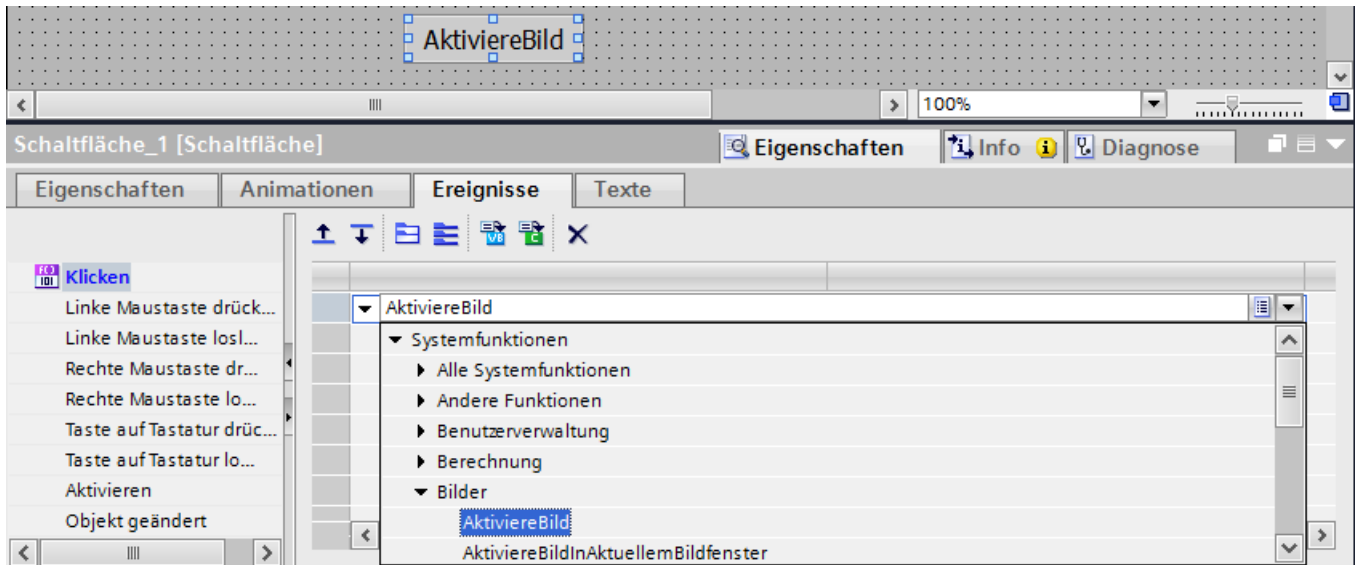 AktiviereBild
100%
Schaltfläche_1 [Schaltfläche]
Eigenschaften Info Diagnose
Eigenschaften Animationen Ereignisse Texte
Klicken
Linke Maustaste drück...
Linke Maustaste losl...
Rechte Maustaste dr...
Rechte Maustaste lo...
Taste auf Tastatur drüc...
Taste auf Tastatur lo...
Aktivieren
Objekt geändert
AktiviereBild
Systemfunktionen
Alle Systemfunktionen
Andere Funktionen
Benutzerverwaltung
Berechnung
Bilder
AktiviereBild
AktiviereBildInAktuellemBildfenster